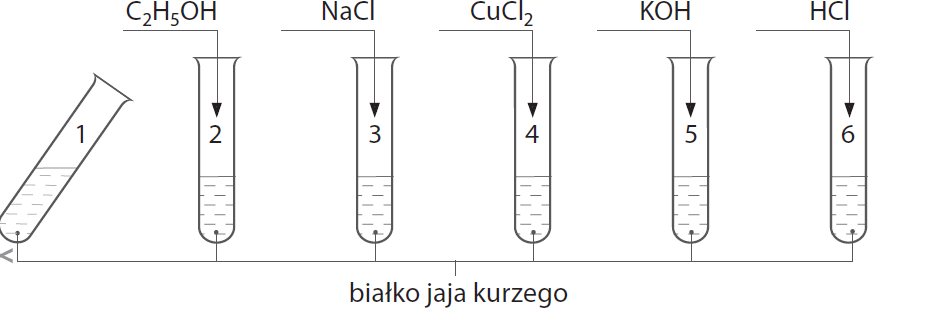 C₂H₅OH NaCl CuCl₂ KOH HCl
1 2 3 4 5 6
<
białko jaja kurzego